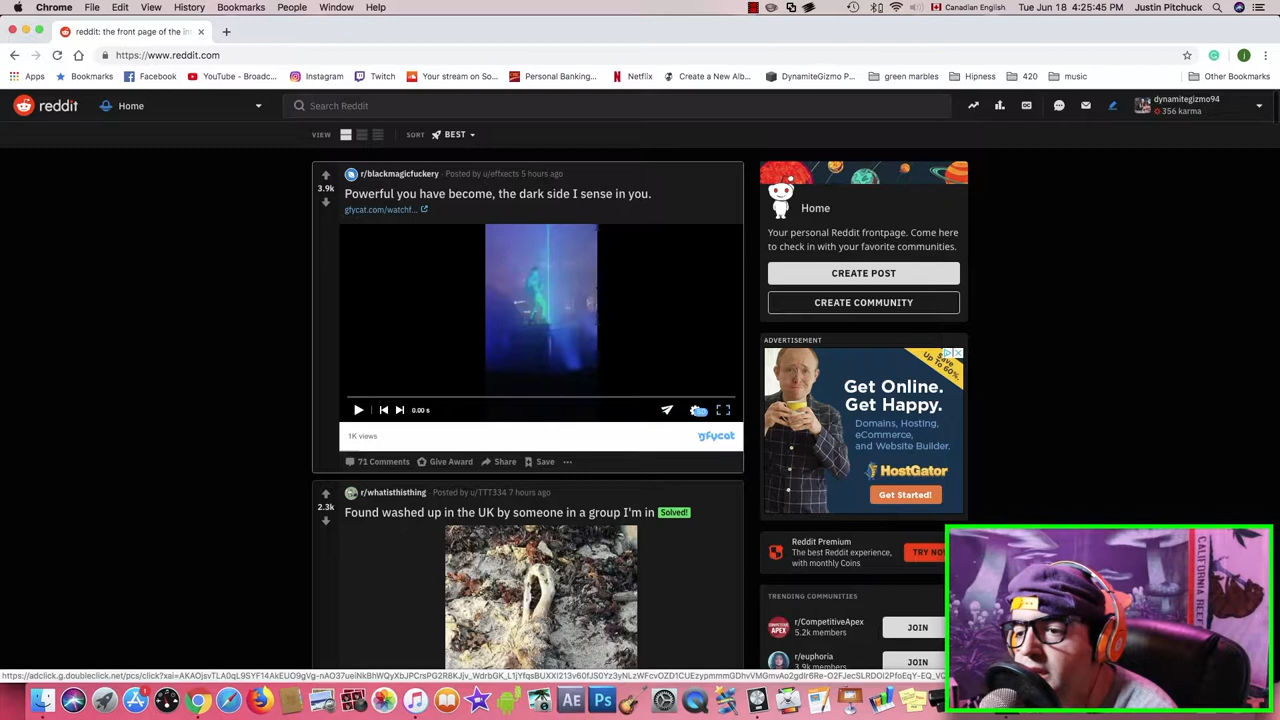 Chrome File Edit View History Bookmarks People Window Help Canadian English Tue Jun 18 4:25:45 PM Justin Pitchuck
reddit: the front page of the in
https://www.reddit.com
Apps Bookmarks Facebook YouTube - Broadc... Instagram Twitch Your stream on So... Personal Banking... Netflix Create a New Alb... DynamiteGizmo P... green marbles Hipness 420 music Other Bookmarks
reddit Home Search Reddit dynamitegizmo94
356 karma
VIEW SORT BEST
r/blackmagicfuckery Posted by u/effxects 5 hours ago
3.9k
Powerful you have become, the dark side I sense in you.
gfycat.com/watchf...
0.00 s
1K views gfycat
71 Comments Give Award Share Save
r/whatisthisthing · Posted by u/TTT334 7 hours ago
2.3k
Found washed up in the UK by someone in a group I'm in Solved!
Home
Your personal Reddit frontpage. Come here
to check in with your favorite communities.
CREATE POST
CREATE COMMUNITY
ADVERTISEMENT
Save
Up To 60%.
Get Online.
Get Happy.
Domains, Hosting,
eCommerce,
and Website Builder.
HostGator
Get Started!
Reddit Premium
The best Reddit experience,
with monthly Coins
TRY NOW
TRENDING COMMUNITIES
r/CompetitiveApex
5.2k members
JOIN
r/euphoria
3.9k members
JOIN
CALIFORNIA REP